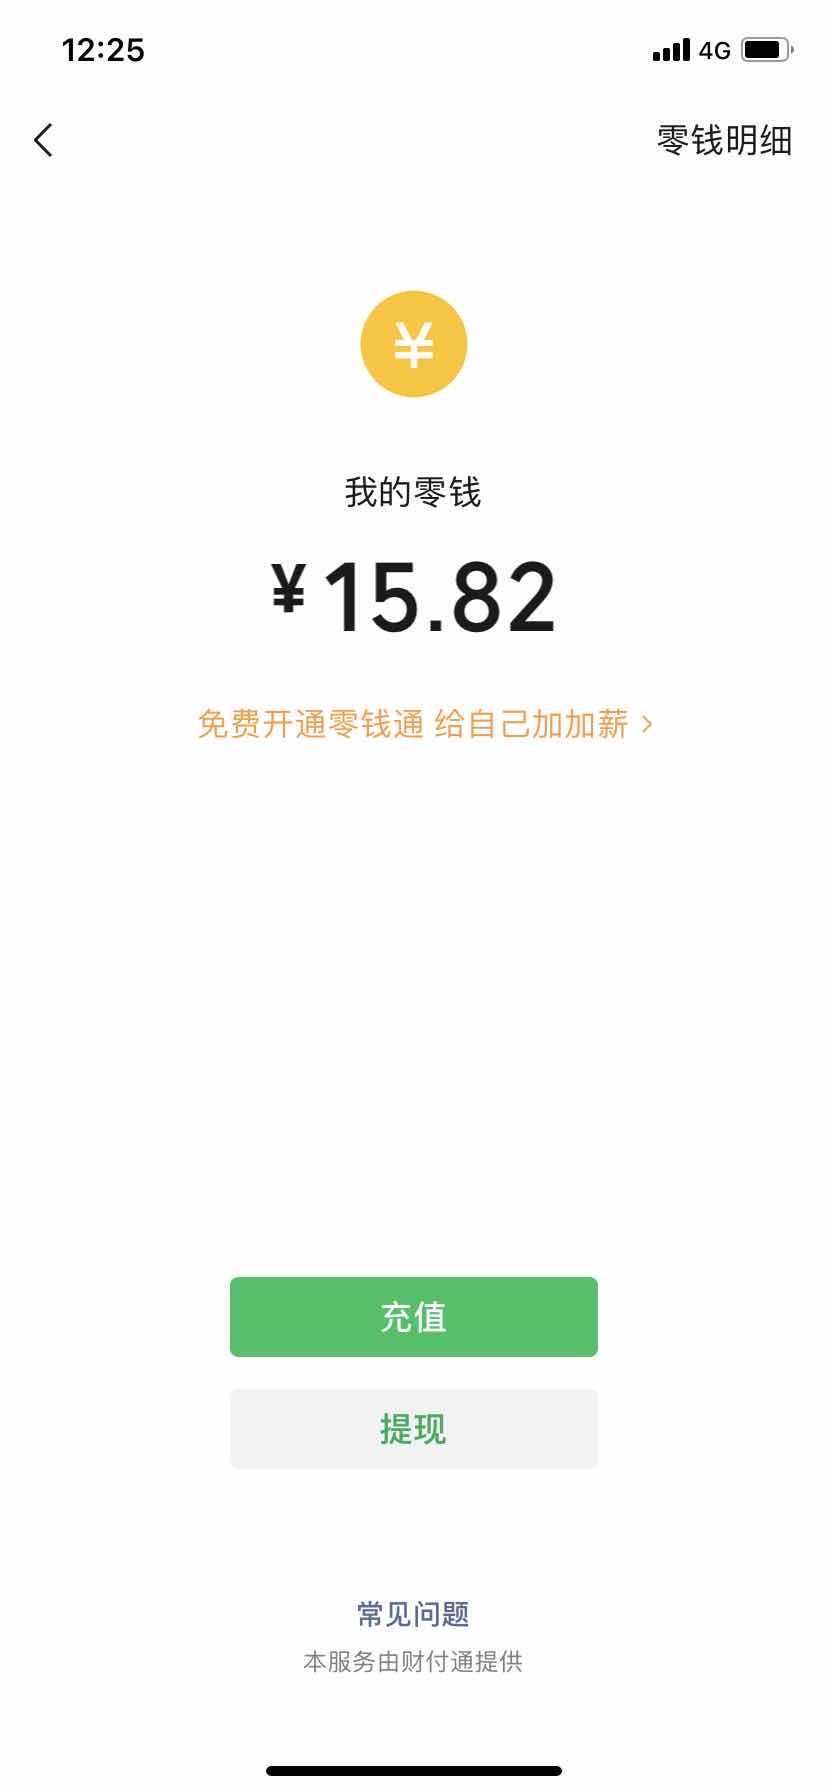 12:25
4G
零钱明细
¥
我的零钱
¥15.82
免费开通零钱通 给自己加加薪 >
充值
提现
常见问题
本服务由财付通提供